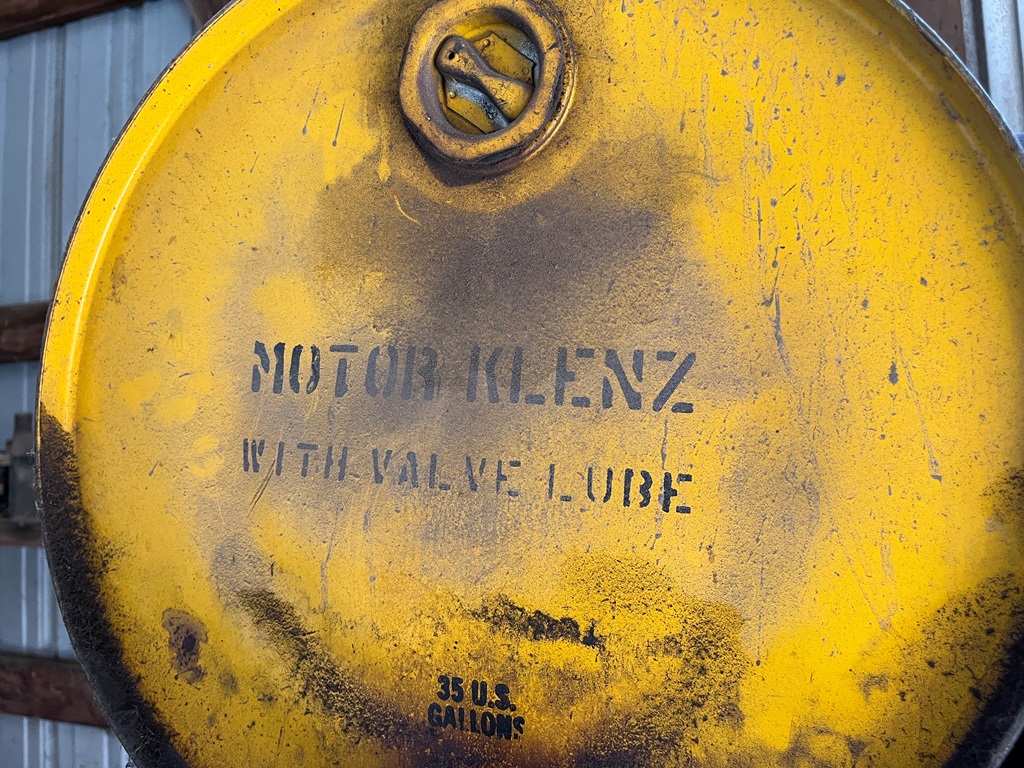 MOTOR KLENZ
WITH VALVE LUBE
35 U.S.
GALLONS